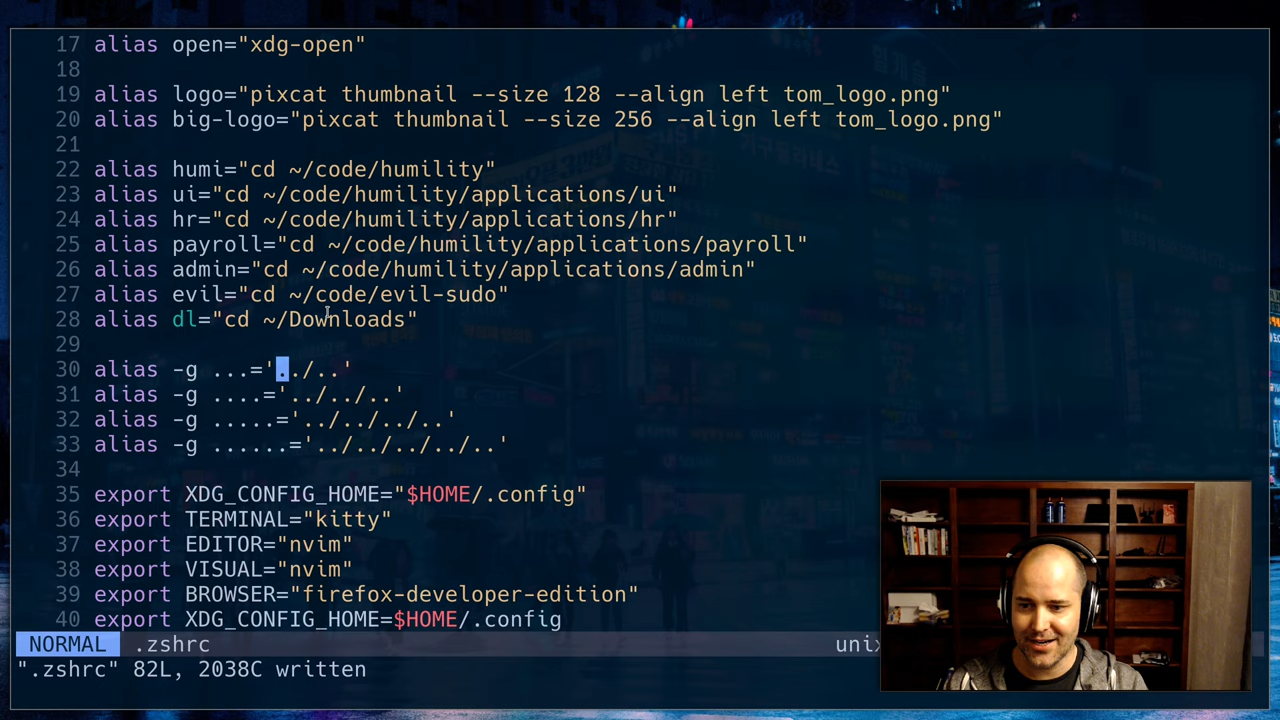 17 alias open="xdg-open"
18
19 alias logo="pixcat thumbnail --size 128 --align left tom_logo.png"
20 alias big-logo="pixcat thumbnail --size 256 --align left tom_logo.png"
21
22 alias humi="cd ~/code/humility"
23 alias ui="cd ~/code/humility/applications/ui"
24 alias hr="cd ~/code/humility/applications/hr"
25 alias payroll="cd ~/code/humility/applications/payroll"
26 alias admin="cd ~/code/humility/applications/admin"
27 alias evil="cd ~/code/evil-sudo"
28 alias dl="cd ~/Downloads"
29
30 alias -g ...='../..'
31 alias -g ....='../../..'
32 alias -g .....='../../../..'
33 alias -g ......='../../../../..'
34
35 export XDG_CONFIG_HOME="$HOME/.config"
36 export TERMINAL="kitty"
37 export EDITOR="nvim"
38 export VISUAL="nvim"
39 export BROWSER="firefox-developer-edition"
40 export XDG_CONFIG_HOME=$HOME/.config
NORMAL .zshrc unix
".zshrc" 82L, 2038C written